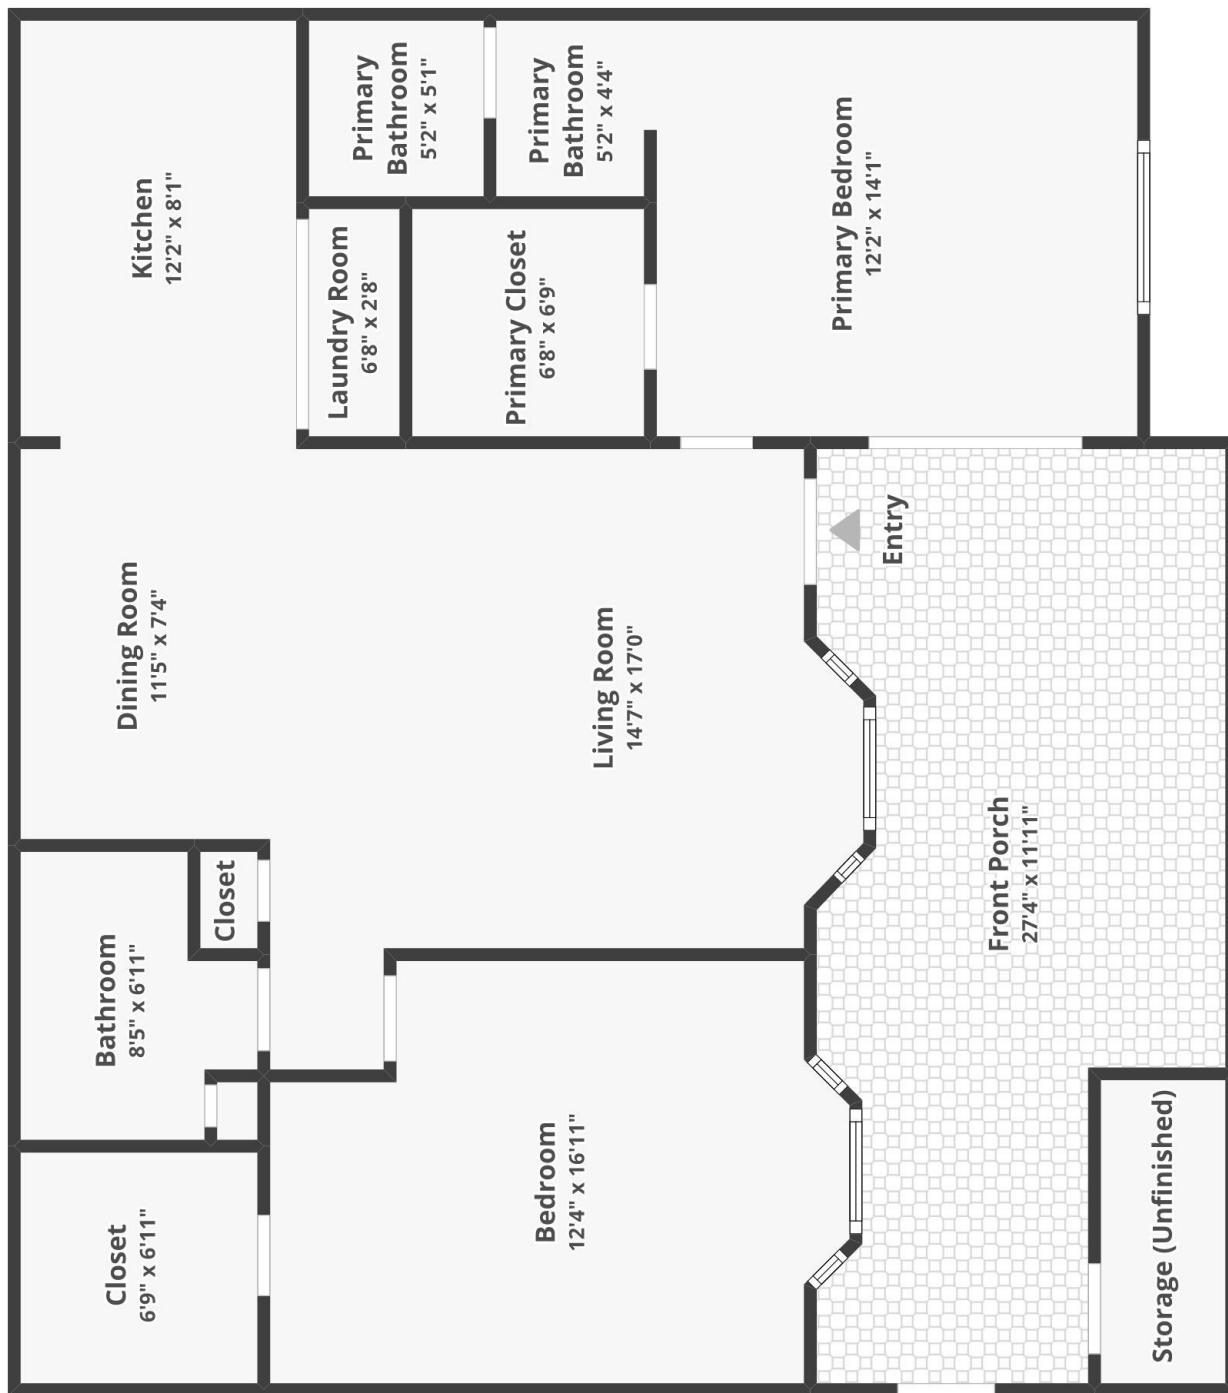 Kitchen
12'2" x 8'1"
Primary
Bathroom
5'2" x 5'1"
Primary
Bathroom
5'2" x 4'4"
Laundry Room
6'8" x 2'8"
Primary Closet
6'8" x 6'9"
Primary Bedroom
12'2" x 14'1"
Dining Room
11'5" x 7'4"
Living Room
14'7" x 17'0"
Entry
Front Porch
27'4" x 11'11"
Closet
Bathroom
8'5" x 6'11"
Closet
6'9" x 6'11"
Bedroom
12'4" x 16'11"
Storage (Unfinished)